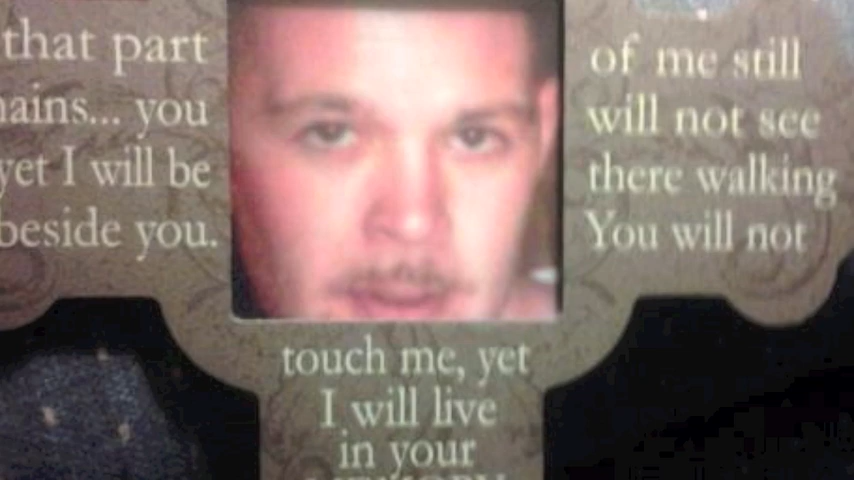 that part of me still
ains... you will not see
yet I will be there walking
beside you. You will not
touch me, yet
I will live
in your